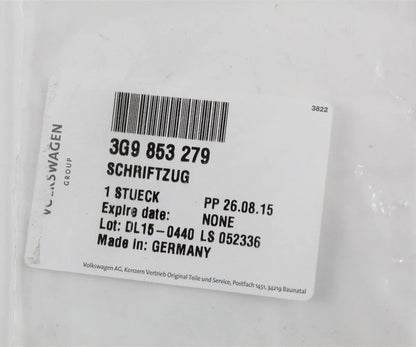 3822
VOLKSWAGEN
GROUP
3G9 853 279
SCHRIFTZUG
1 STUECK PP 26.08.15
Expire date: NONE
Lot: DL15-0440 LS 052336
Made in: GERMANY
Volkswagen AG, Konzern Vertrieb Original Teile und Service, Postfach 1451, 34219 Baunatal